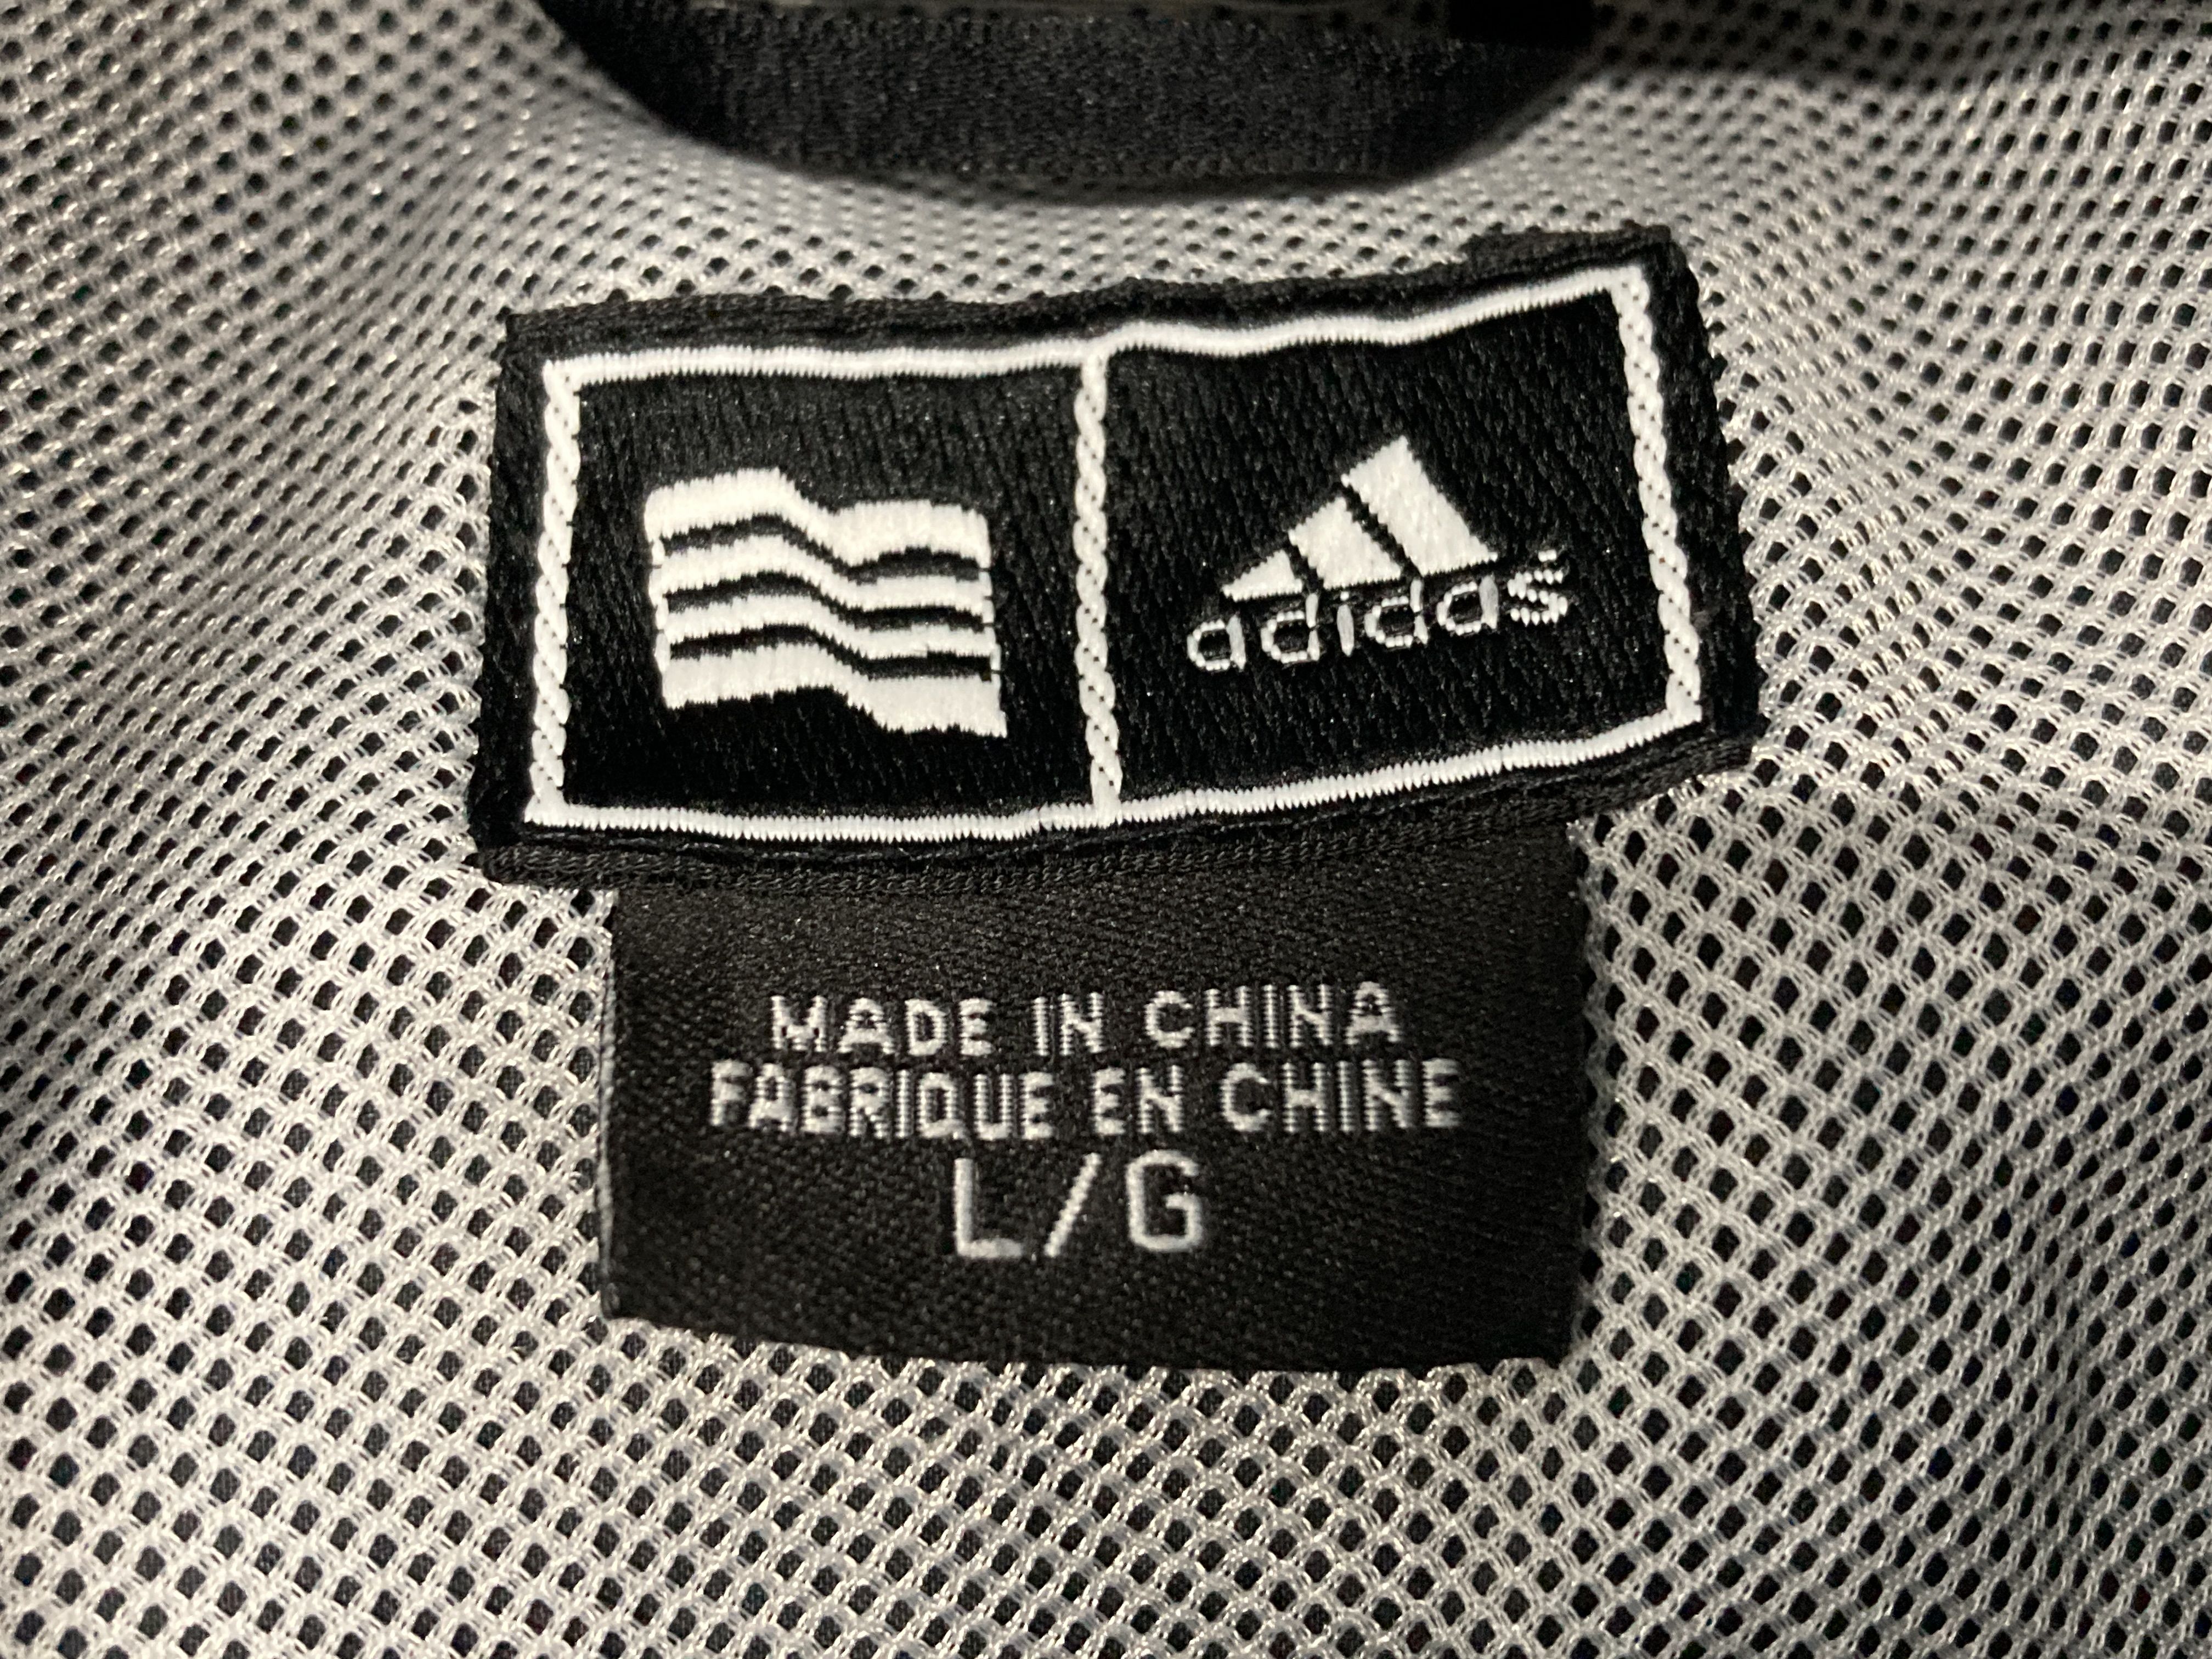 adidas
MADE IN CHINA
FABRIQUE EN CHINE
L/G